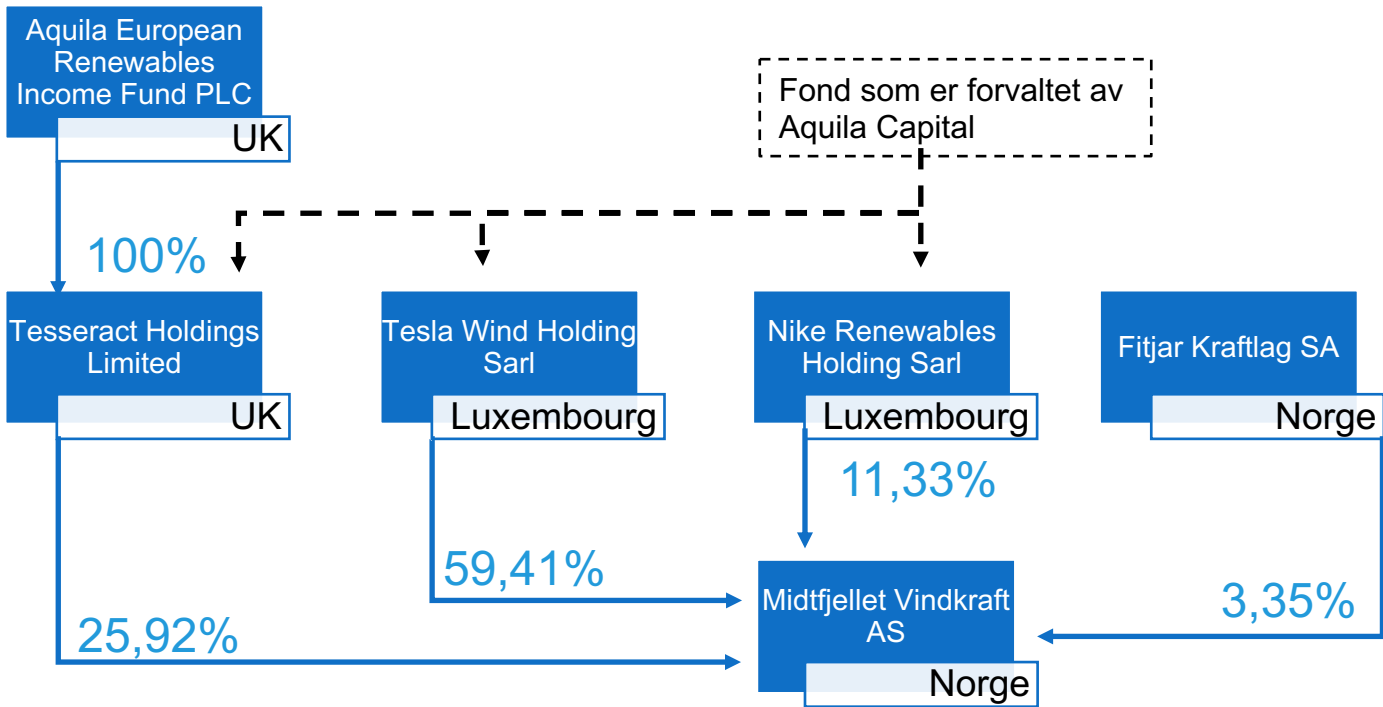 Aquila European
Renewables
Income Fund PLC
UK
Fond som er forvaltet av
Aquila Capital
100%
Tesseract Holdings
Limited
UK
Tesla Wind Holding
Sarl
Luxembourg
Nike Renewables
Holding Sarl
Luxembourg
Fitjar Kraftlag SA
Norge
11,33%
59,41%
25,92%
3,35%
Midtfjellet Vindkraft
AS
Norge